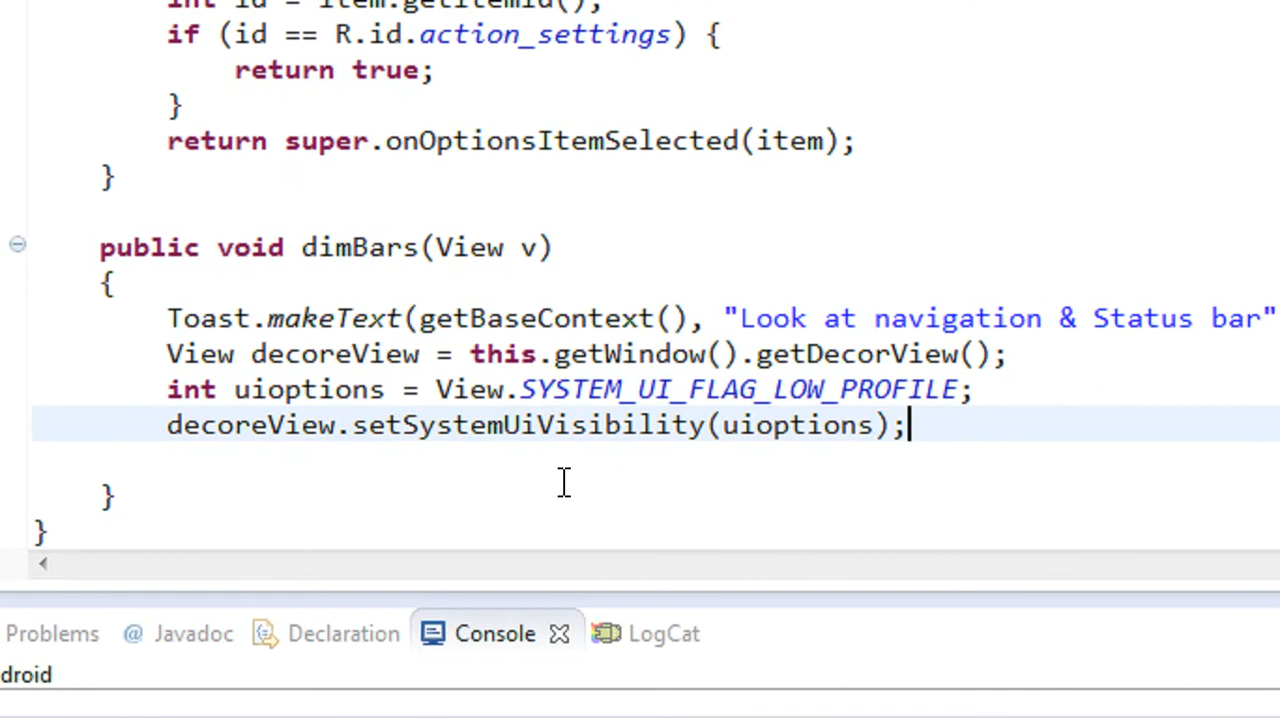 int id = item.getItemId();
if (id == R.id.action_settings) {
return true;
}
return super.onOptionsItemSelected(item);
}
public void dimBars(View v)
{
Toast.makeText(getBaseContext(), "Look at navigation & Status bar"
View decoreView = this.getWindow().getDecorView();
int uioptions = View.SYSTEM_UI_FLAG_LOW_PROFILE;
decoreView.setSystemUiVisibility(uioptions);
}
}
Problems @ Javadoc Declaration Console LogCat
droid